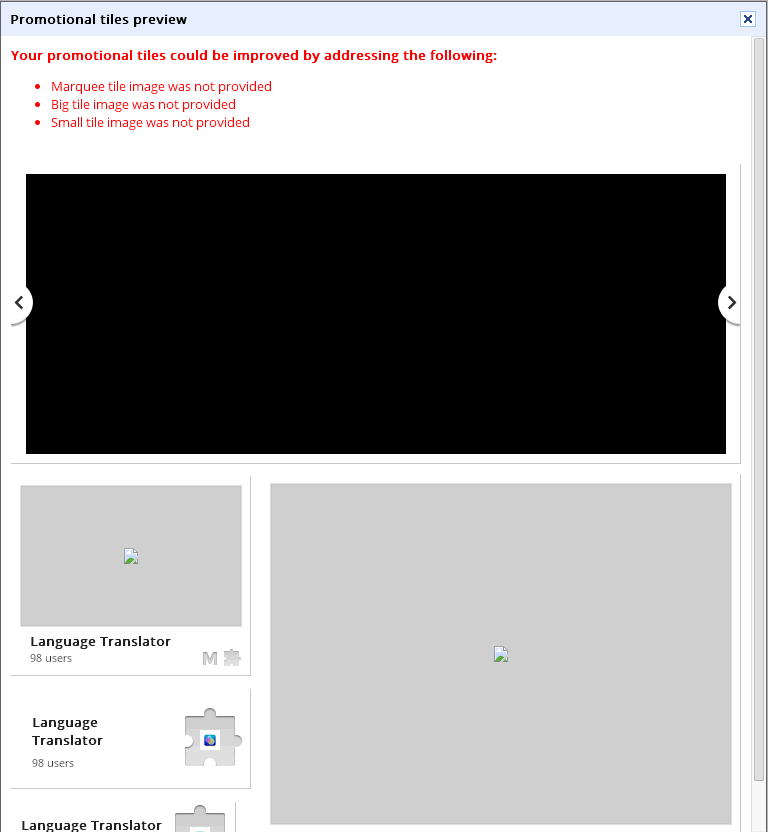 Promotional tiles preview
Your promotional tiles could be improved by addressing the following:
Marquee tile image was not provided
Big tile image was not provided
Small tile image was not provided
Language Translator
98 users
M
Language
Translator
98 users
Language Translator